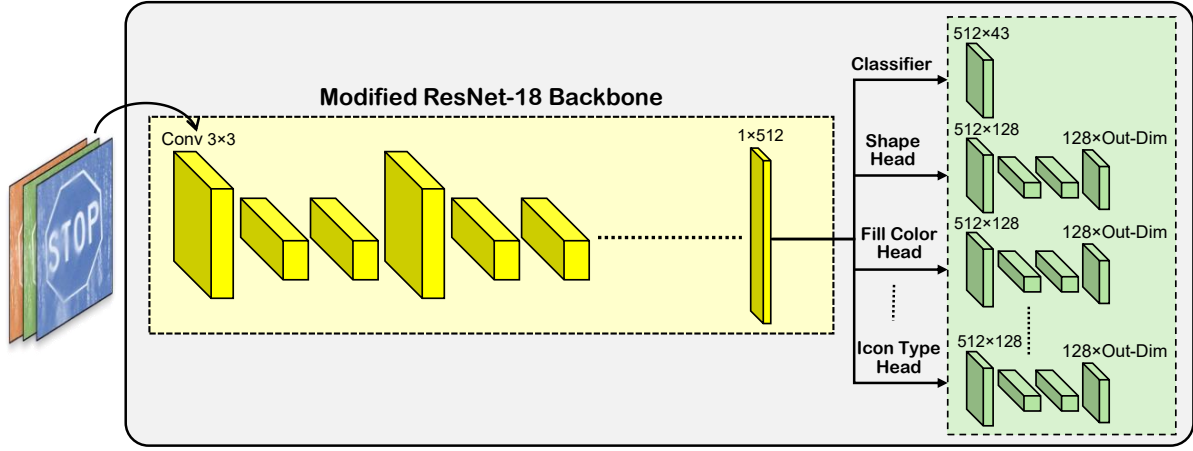 Modified ResNet-18 Backbone
Conv 3×3
1×512
STOP
Classifier
512×43
Shape
Head
512×128
128×Out-Dim
Fill Color
Head
512×128
128×Out-Dim
Icon Type
Head
512×128
128×Out-Dim